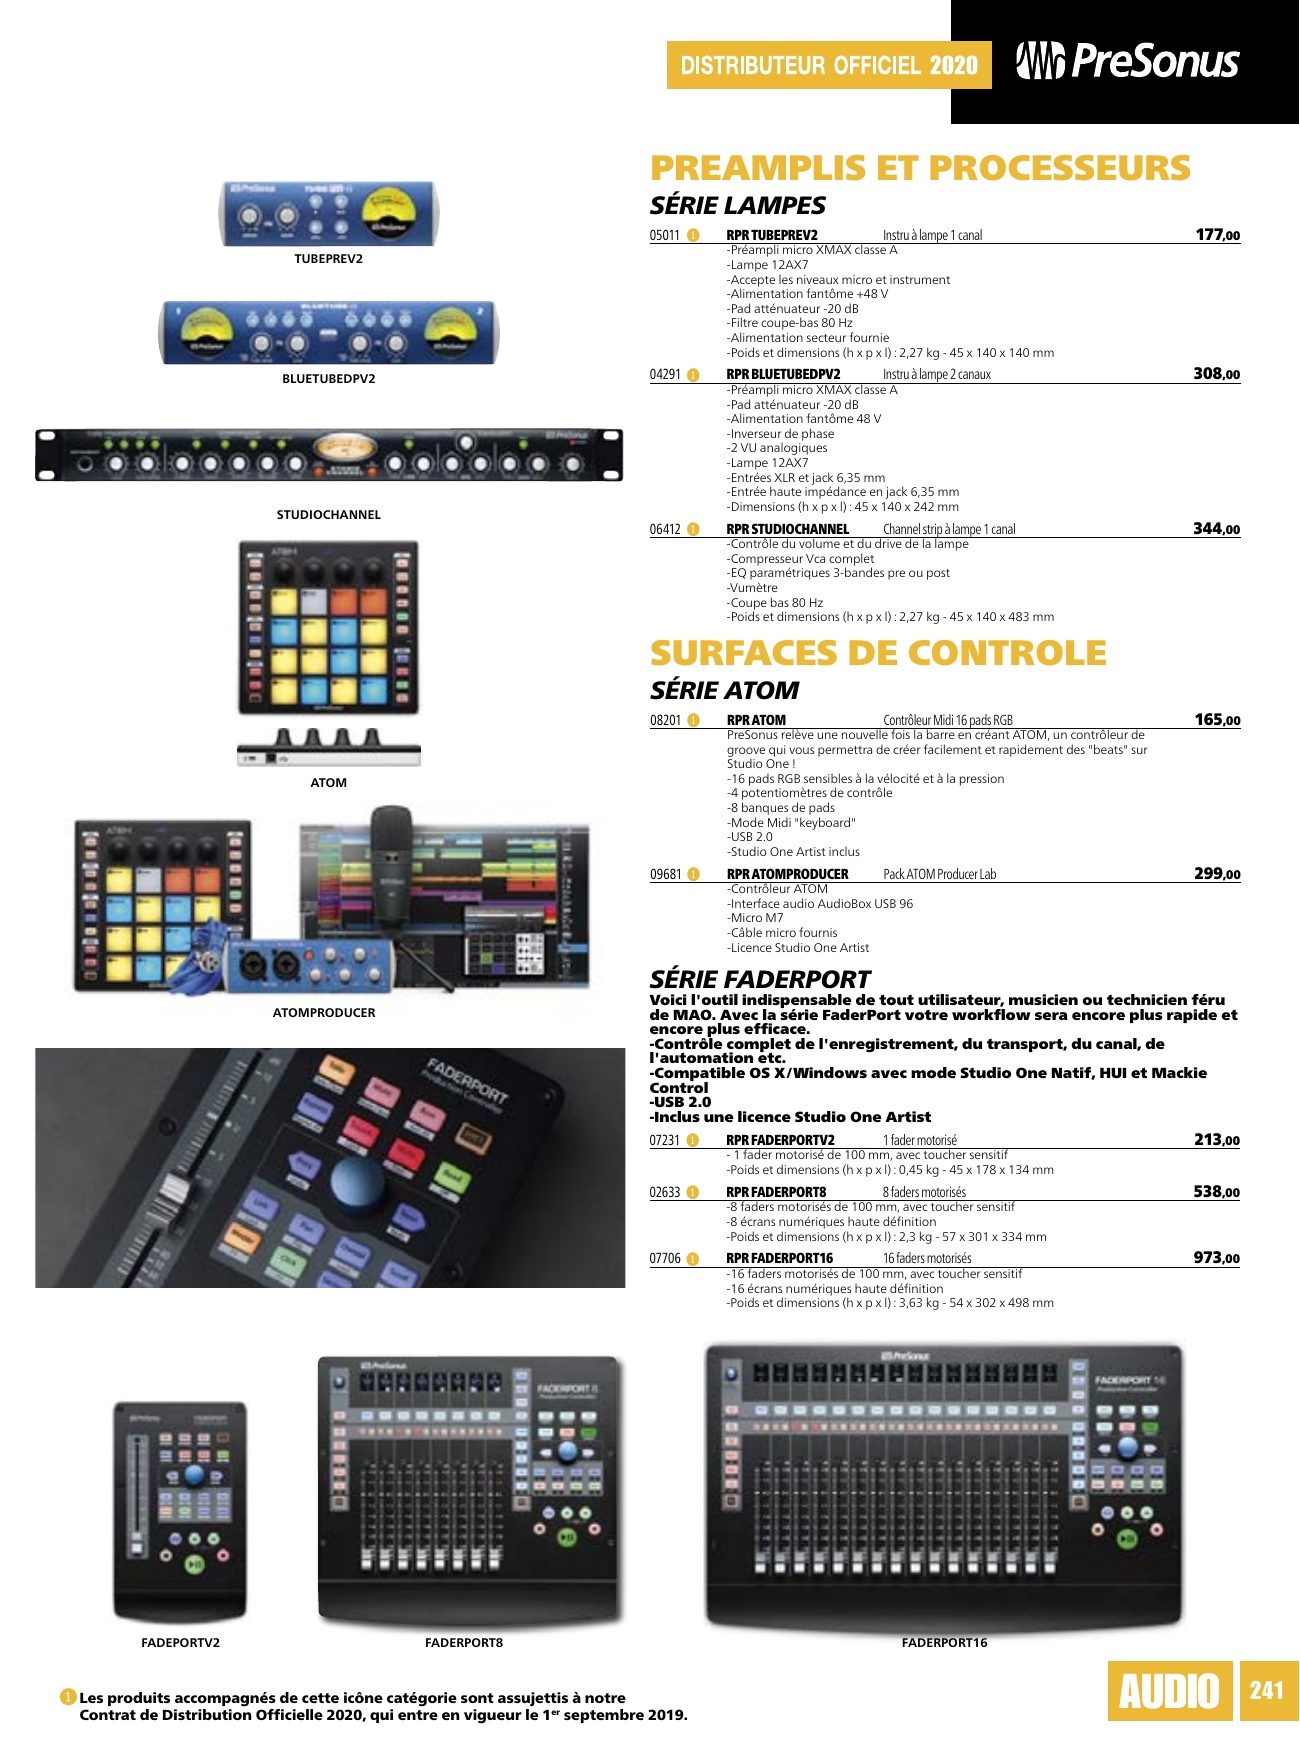 DISTRIBUTEUR OFFICIEL 2020
PreSonus
PREAMPLIS ET PROCESSEURS
SÉRIE LAMPES
05011 1 RPR TUBEPREV2 Instru à lampe 1 canal 177,00
-Préampli micro XMAX classe A
-Lampe 12AX7
-Accepte les niveaux micro et instrument
-Alimentation fantôme +48 V
-Pad atténuateur -20 dB
-Filtre coupe-bas 80 Hz
-Alimentation secteur fournie
-Poids et dimensions (h x p x l) : 2,27 kg - 45 x 140 x 140 mm
04291 1 RPR BLUETUBEDPV2 Instru à lampe 2 canaux 308,00
-Préampli micro XMAX classe A
-Pad atténuateur -20 dB
-Alimentation fantôme 48 V
-Inverseur de phase
-2 VU analogiques
-Lampe 12AX7
-Entrées XLR et jack 6,35 mm
-Entrée haute impédance en jack 6,35 mm
-Dimensions (h x p x l) : 45 x 140 x 242 mm
06412 1 RPR STUDIOCHANNEL Channel strip à lampe 1 canal 344,00
-Contrôle du volume et du drive de la lampe
-Compresseur Vca complet
-EQ paramétriques 3-bandes pre ou post
-Vumètre
-Coupe bas 80 Hz
-Poids et dimensions (h x p x l) : 2,27 kg - 45 x 140 x 483 mm
SURFACES DE CONTROLE
SÉRIE ATOM
08201 1 RPR ATOM Contrôleur Midi 16 pads RGB 165,00
PreSonus relève une nouvelle fois la barre en créant ATOM, un contrôleur de
groove qui vous permettra de créer facilement et rapidement des "beats" sur
Studio One !
-16 pads RGB sensibles à la vélocité et à la pression
-4 potentiomètres de contrôle
-8 banques de pads
-Mode Midi "keyboard"
-USB 2.0
-Studio One Artist inclus
09681 1 RPR ATOMPRODUCER Pack ATOM Producer Lab 299,00
-Contrôleur ATOM
-Interface audio AudioBox USB 96
-Micro M7
-Câble micro fournis
-Licence Studio One Artist
SÉRIE FADERPORT
Voici l'outil indispensable de tout utilisateur, musicien ou technicien féru
de MAO. Avec la série FaderPort votre workflow sera encore plus rapide et
encore plus efficace.
-Contrôle complet de l'enregistrement, du transport, du canal, de
l'automation etc.
-Compatible OS X/Windows avec mode Studio One Natif, HUI et Mackie
Control
-USB 2.0
-Inclus une licence Studio One Artist
07231 1 RPR FADERPORTV2 1 fader motorisé 213,00
- 1 fader motorisé de 100 mm, avec toucher sensitif
-Poids et dimensions (h x p x l) : 0,45 kg - 45 x 178 x 134 mm
02633 1 RPR FADERPORT8 8 faders motorisés 538,00
-8 faders motorisés de 100 mm, avec toucher sensitif
-8 écrans numériques haute définition
-Poids et dimensions (h x p x l) : 2,3 kg - 57 x 301 x 334 mm
07706 1 RPR FADERPORT16 16 faders motorisés 973,00
-16 faders motorisés de 100 mm, avec toucher sensitif
-16 écrans numériques haute définition
-Poids et dimensions (h x p x l) : 3,63 kg - 54 x 302 x 498 mm
TUBEPREV2
BLUETUBEDPV2
STUDIOCHANNEL
ATOM
ATOMPRODUCER
FADERPORT
Production Controller
PreSonus
FADERPORT 8
Production Controller
PreSonus
FADERPORT 16
Production Controller
FADEPORTV2
FADERPORT8
FADERPORT16
1 Les produits accompagnés de cette icône catégorie sont assujettis à notre
Contrat de Distribution Officielle 2020, qui entre en vigueur le 1er septembre 2019.
AUDIO 241